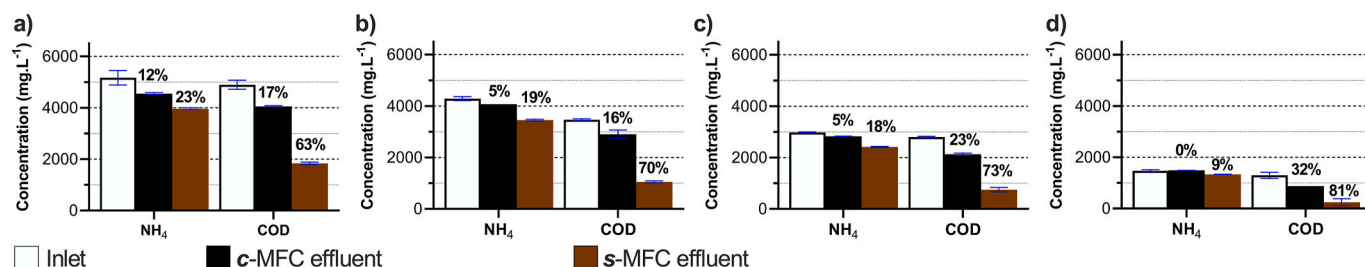 a)
Concentration (mg.L⁻¹)
6000
4000
2000
0
12%
23%
17%
63%
NH₄
COD
b)
Concentration (mg.L⁻¹)
6000
4000
2000
0
5%
19%
16%
70%
NH₄
COD
c)
Concentration (mg.L⁻¹)
6000
4000
2000
0
5%
18%
23%
73%
NH₄
COD
d)
Concentration (mg.L⁻¹)
6000
4000
2000
0
0%
9%
32%
81%
NH₄
COD
Inlet
c-MFC effluent
s-MFC effluent